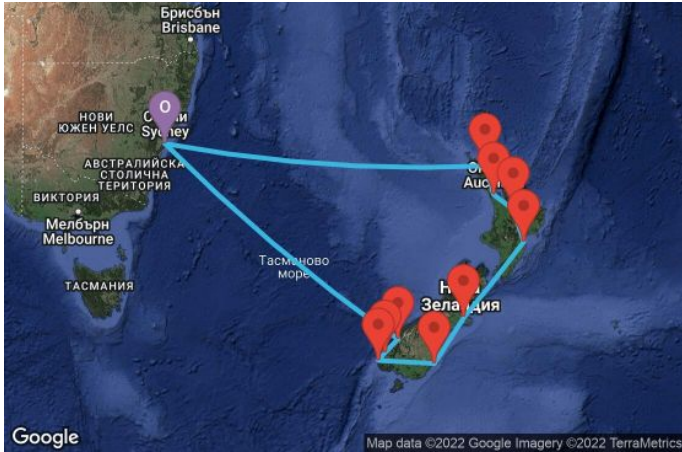 Брисбън
Brisbane
О
НОВИ
ЮЖЕН УЕЛС
Sydney
АВСТРАЛИЙСКА
СТОЛИЧНА
ТЕРИТОРИЯ
ВИКТОРИЯ
Мелбърн
Melbourne
ТАСМАНИЯ
Тасманово
море
Зеландия
Google
Map data ©2022 Google Imagery ©2022 TerraMetrics